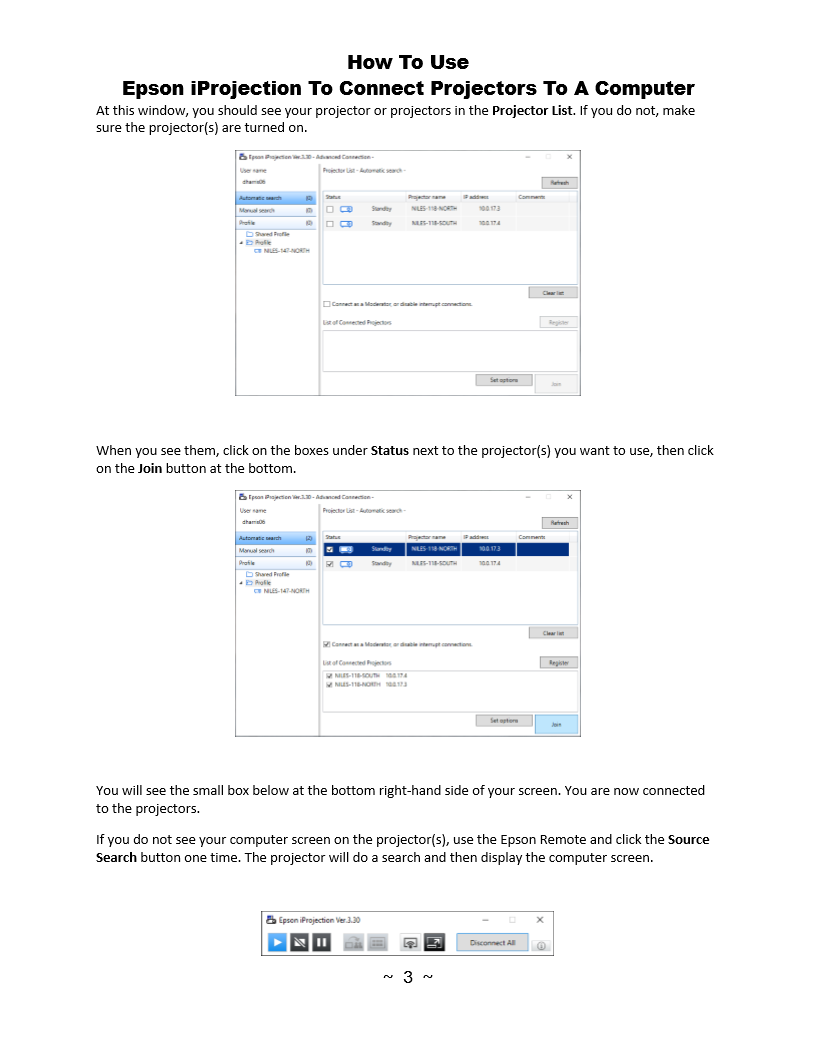 How To Use
Epson iProjection To Connect Projectors To A Computer
At this window, you should see your projector or projectors in the Projector List. If you do not, make
sure the projector(s) are turned on.
Epson iProjection Ver.3.30 - Advanced Connection -
User name
Projector List - Automatic search -
dharris06
Refresh
Automatic search (0)
Status Projector name IP address Comments
Manual search (0)
Standby NILES-118-NORTH 10.0.17.3
Profile (0)
Standby NILES-118-SOUTH 10.0.17.4
Shared Profile
Profile
NILES-147-NORTH
Clear list
Connect as a Moderator, or disable interrupt connections.
List of Connected Projectors
Register
Set options
Join
When you see them, click on the boxes under Status next to the projector(s) you want to use, then click
on the Join button at the bottom.
Epson iProjection Ver.3.30 - Advanced Connection -
User name
Projector List - Automatic search -
dharris06
Refresh
Automatic search (2)
Status Projector name IP address Comments
Manual search (0)
Standby NILES-118-NORTH 10.0.17.3
Profile (0)
Standby NILES-118-SOUTH 10.0.17.4
Shared Profile
Profile
NILES-147-NORTH
Clear list
Connect as a Moderator, or disable interrupt connections.
List of Connected Projectors
Register
NILES-118-SOUTH 10.0.17.4
NILES-118-NORTH 10.0.17.3
Set options
Join
You will see the small box below at the bottom right-hand side of your screen. You are now connected
to the projectors.
If you do not see your computer screen on the projector(s), use the Epson Remote and click the Source
Search button one time. The projector will do a search and then display the computer screen.
Epson iProjection Ver.3.30
Disconnect All
~ 3 ~